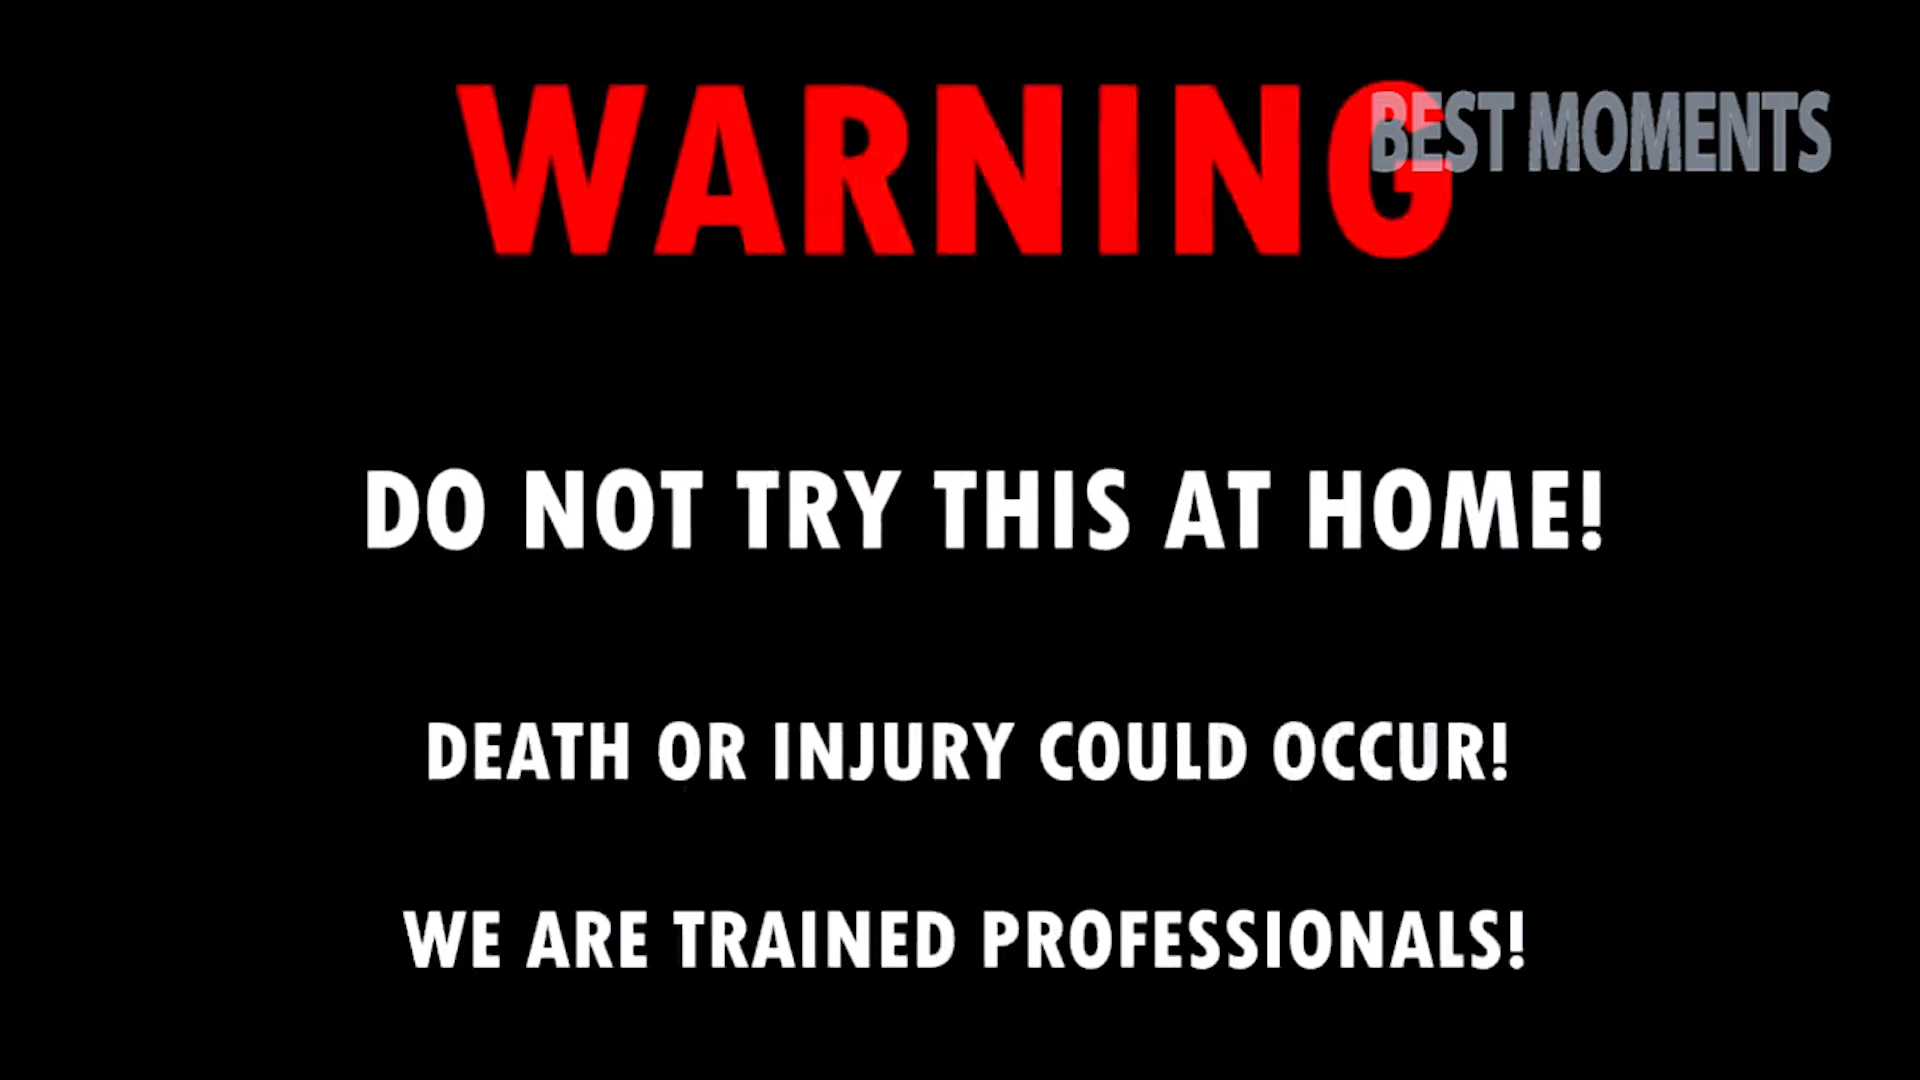 WARNING
BEST MOMENTS
DO NOT TRY THIS AT HOME!
DEATH OR INJURY COULD OCCUR!
WE ARE TRAINED PROFESSIONALS!